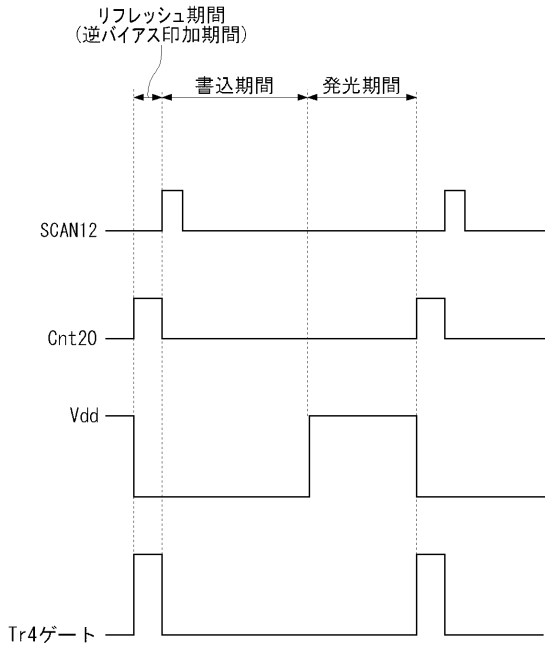 リフレッシュ期間
(逆バイアス印加期間)
書込期間
発光期間
SCAN12
Cnt20
Vdd
Tr4ゲート